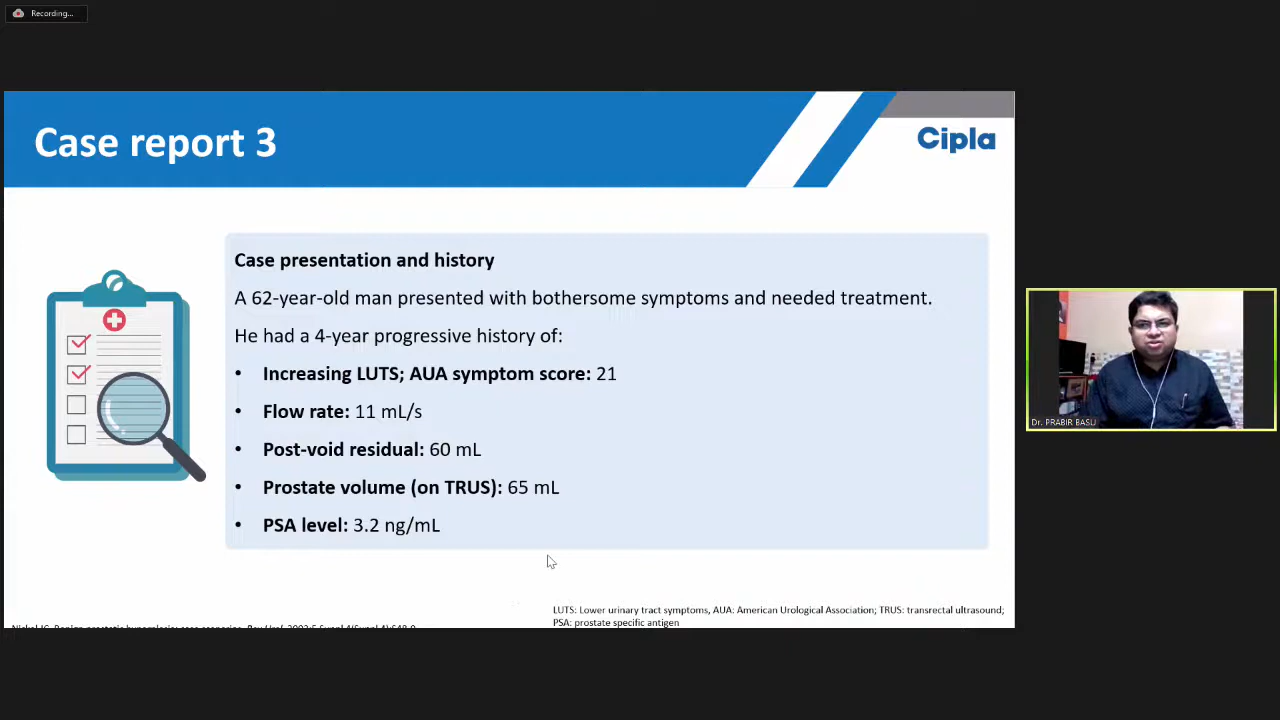 Recording...
Case report 3
Cipla
Case presentation and history
A 62-year-old man presented with bothersome symptoms and needed treatment.
He had a 4-year progressive history of:
• Increasing LUTS; AUA symptom score: 21
• Flow rate: 11 mL/s
• Post-void residual: 60 mL
• Prostate volume (on TRUS): 65 mL
• PSA level: 3.2 ng/mL
Dr. PRABIR BASU
LUTS: Lower urinary tract symptoms, AUA: American Urological Association; TRUS: transrectal ultrasound;
PSA: prostate specific antigen